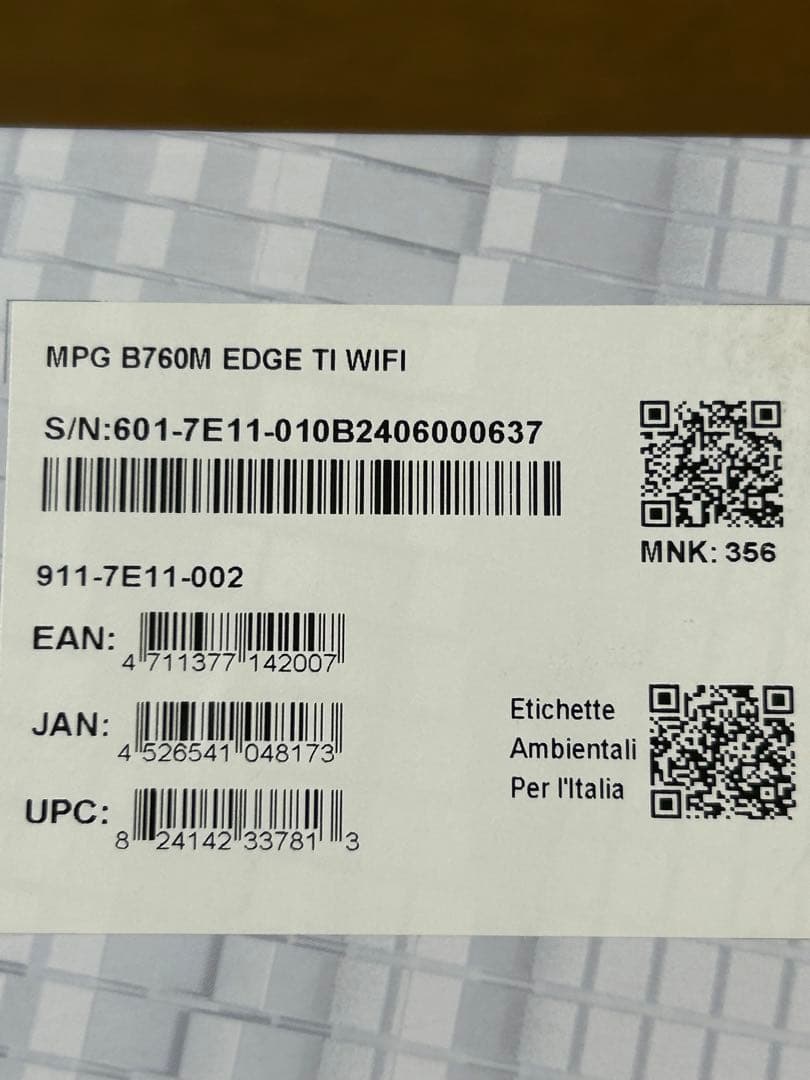 MPG B760M EDGE TI WIFI
S/N:601-7E11-010B2406000637
MNK: 356
911-7E11-002
EAN: 4 711377 142007
JAN: 4 526541 048173
UPC: 8 24142 33781 3
Etichette
Ambientali
Per l'Italia